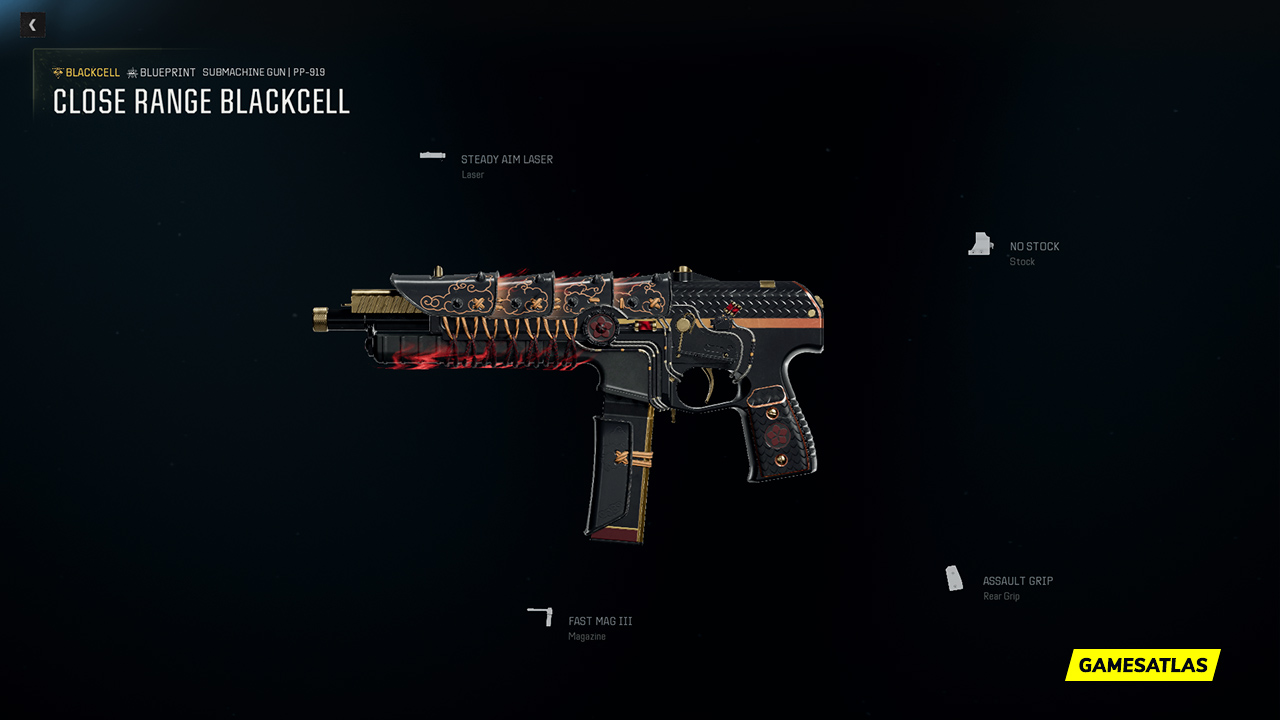 BLACKCELL BLUEPRINT SUBMACHINE GUN | PP-919
CLOSE RANGE BLACKCELL
STEADY AIM LASER
Laser
NO STOCK
Stock
ASSAULT GRIP
Rear Grip
FAST MAG III
Magazine
GAMESATLAS